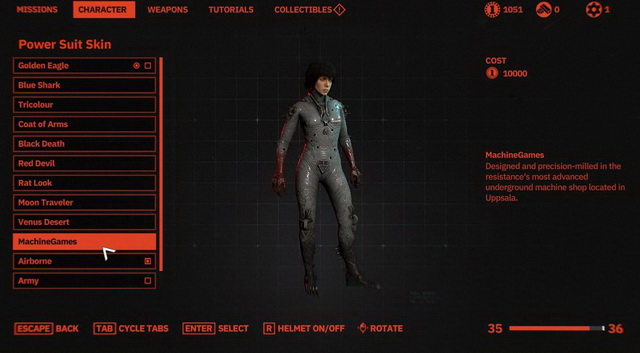 MISSIONS CHARACTER WEAPONS TUTORIALS COLLECTIBLES 1051 0 1
Power Suit Skin
Golden Eagle
Blue Shark
Tricolour
Coat of Arms
Black Death
Red Devil
Rat Look
Moon Traveler
Venus Desert
MachineGames
Airborne
Army
COST
10000
MachineGames
Designed and precision-milled in the
resistance's most advanced
underground machine shop located in
Uppsala.
ESCAPE BACK TAB CYCLE TABS ENTER SELECT R HELMET ON/OFF ROTATE 35 36